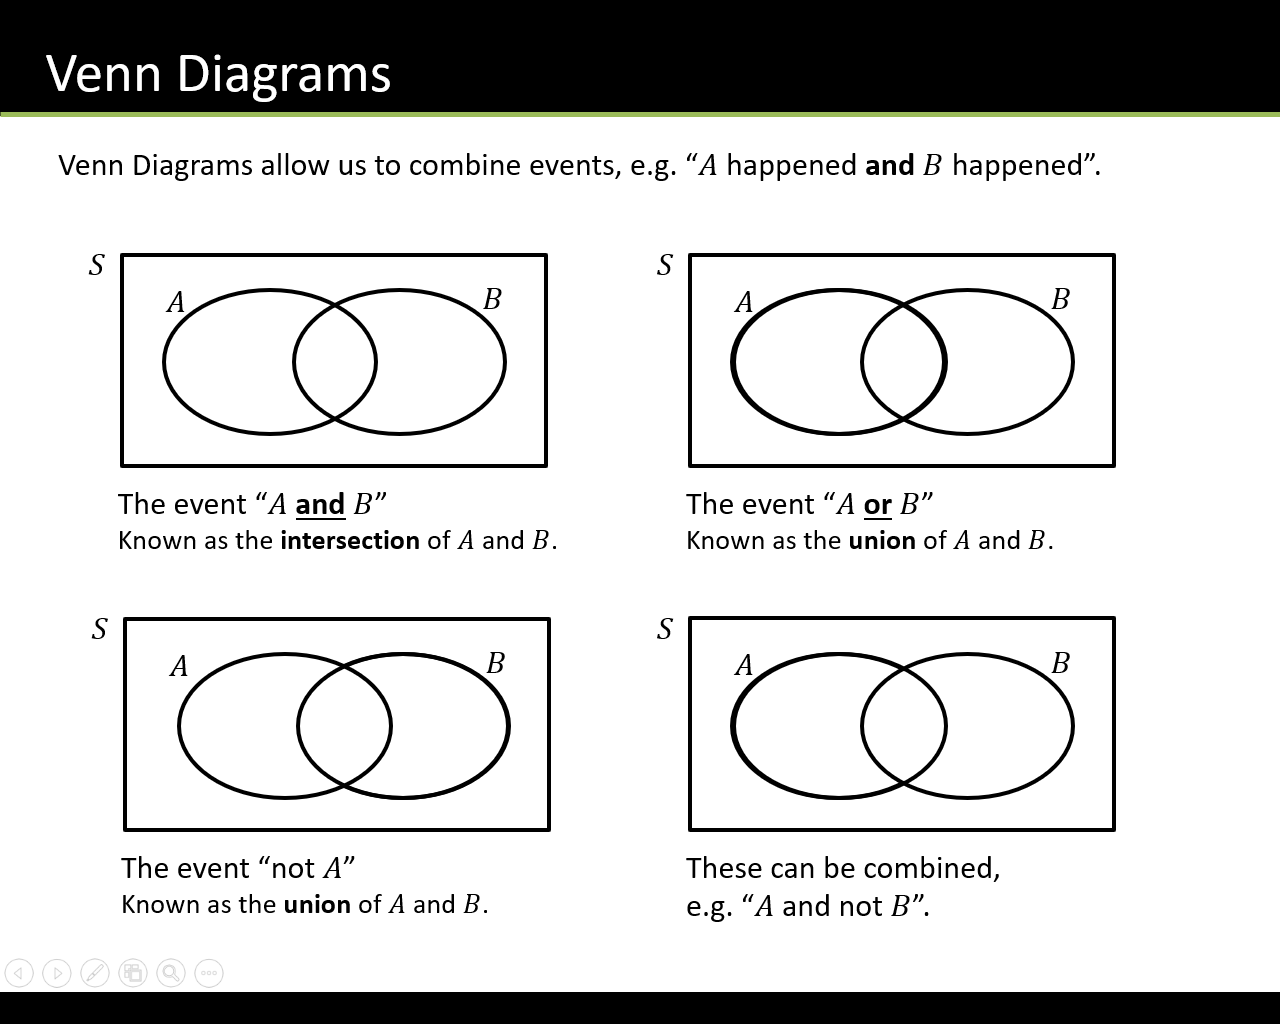 Venn Diagrams
Venn Diagrams allow us to combine events, e.g. “A happened and B happened”.
S
A
B
S
A
B
The event “A and B”
Known as the intersection of A and B.
The event “A or B”
Known as the union of A and B.
S
A
B
S
A
B
The event “not A”
Known as the union of A and B.
These can be combined,
e.g. “A and not B”.